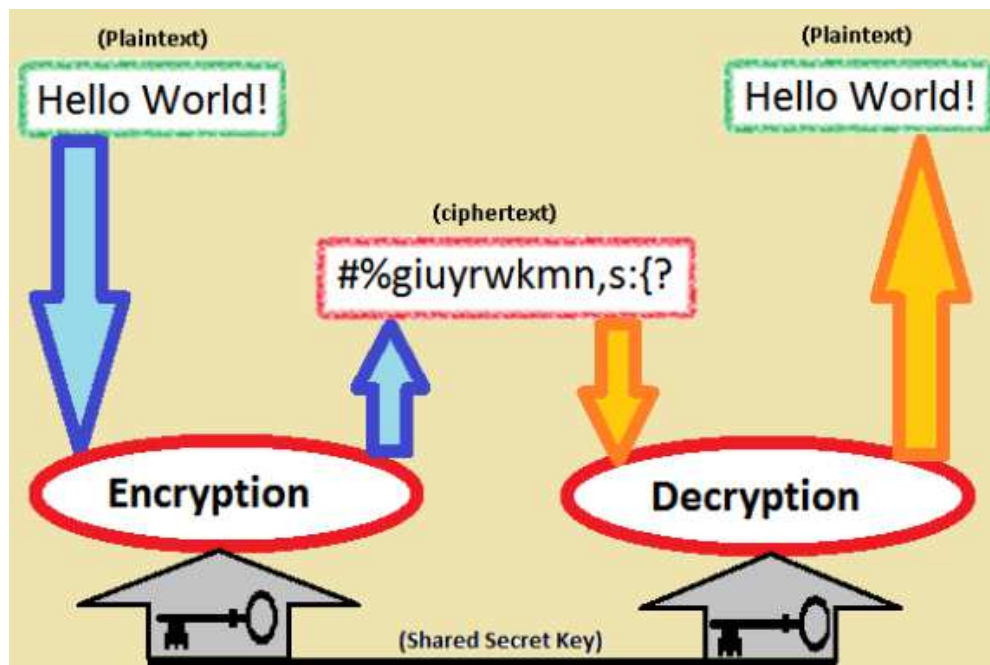 (Plaintext)
Hello World!
(Plaintext)
Hello World!
(ciphertext)
#%giuyrwkmn,s:{?
Encryption
Decryption
(Shared Secret Key)